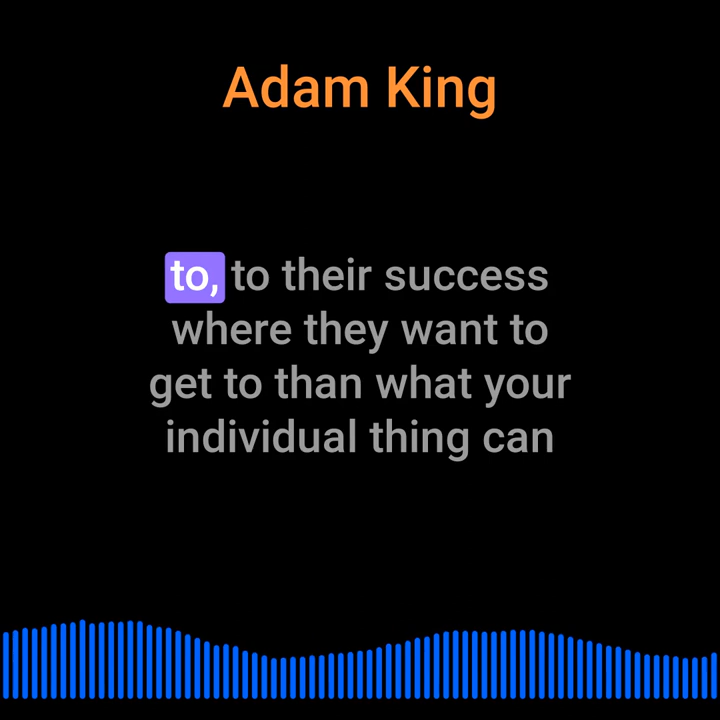 Adam King
to, to their success
where they want to
get to than what your
individual thing can